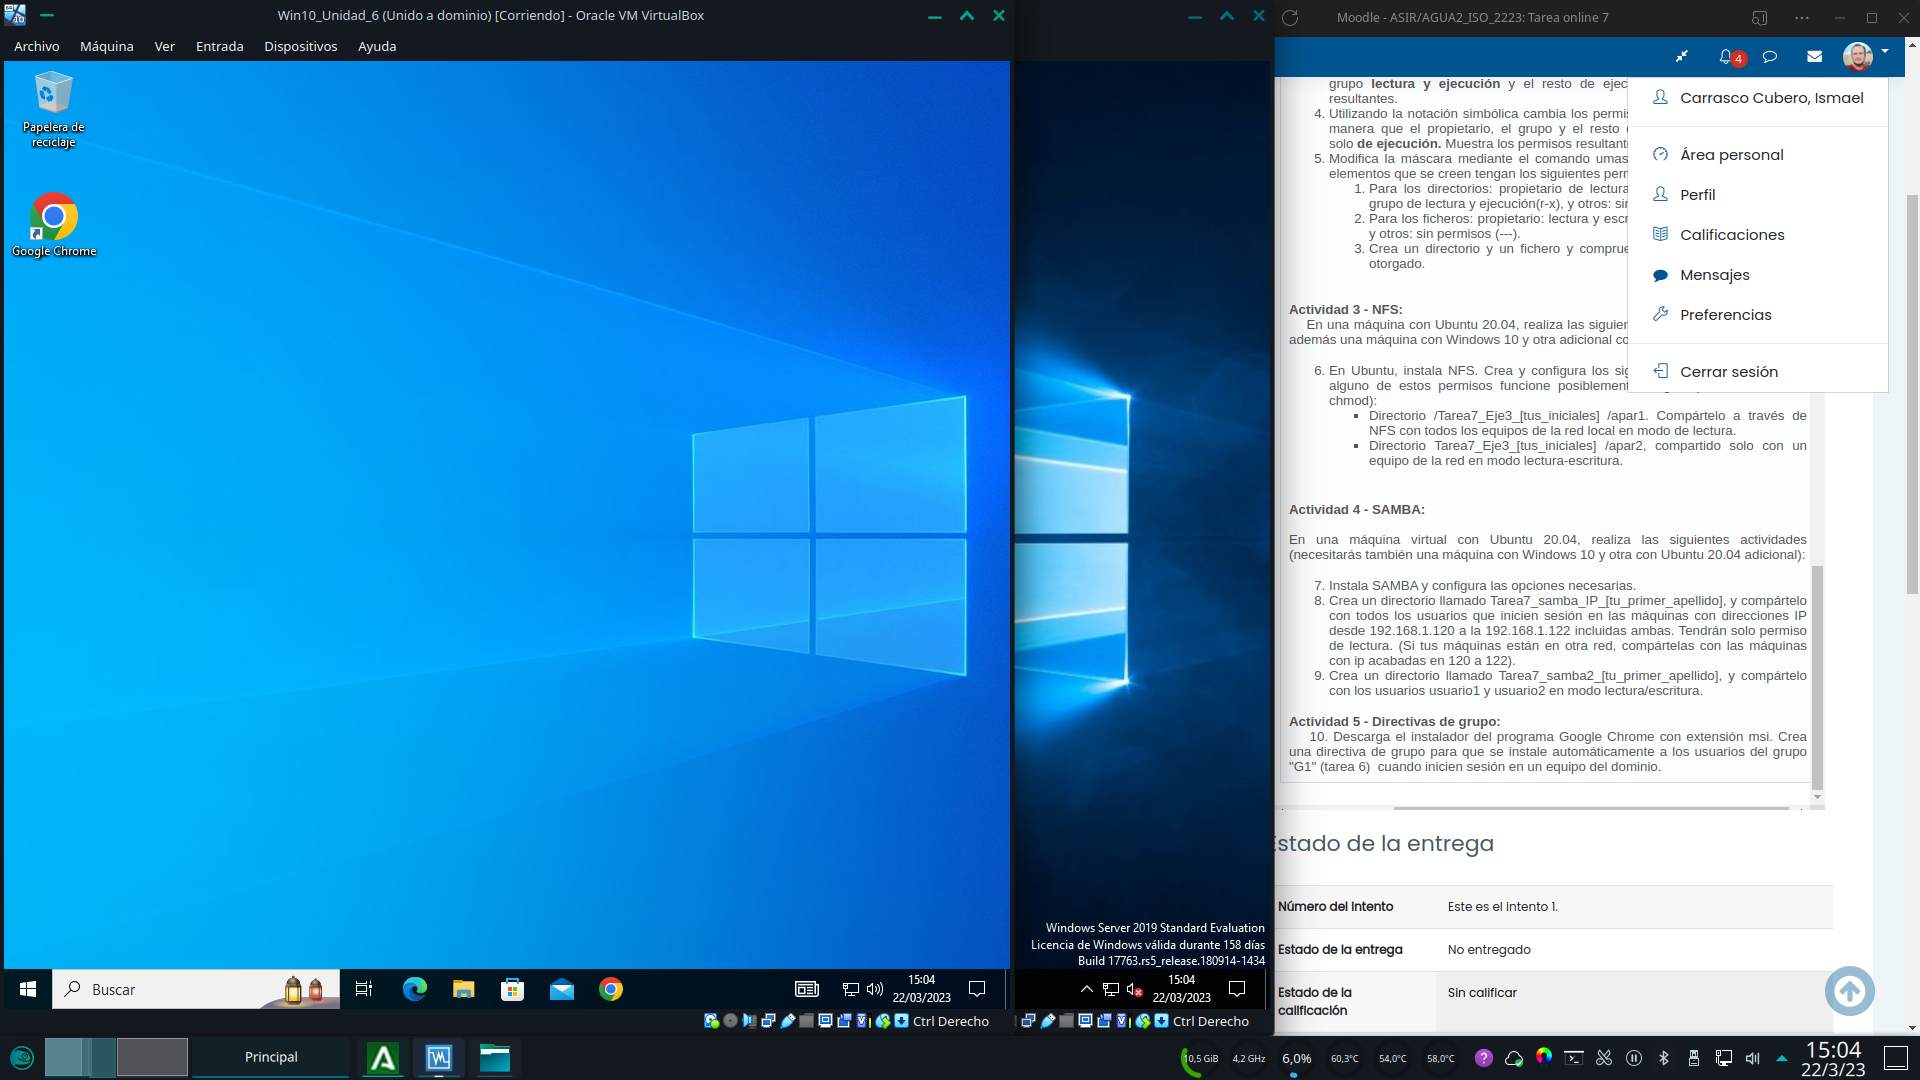 Win10_Unidad_6 (Unido a dominio) [Corriendo] - Oracle VM VirtualBox
Archivo Máquina Ver Entrada Dispositivos Ayuda
Papelera de
reciclaje
Google Chrome
Buscar
15:04
22/03/2023
Ctrl Derecho
Windows Server 2019 Standard Evaluation
Licencia de Windows válida durante 158 días
Build 17763.rs5_release.180914-1434
15:04
22/03/2023
Ctrl Derecho
Moodle - ASIR/AGUA2_ISO_2223: Tarea online 7
4
Carrasco Cubero, Ismael
Área personal
Perfil
Calificaciones
Mensajes
Preferencias
Cerrar sesión
grupo lectura y ejecución y el resto de ejec
resultantes.
4. Utilizando la notación simbólica cambia los permis
manera que el propietario, el grupo y el resto
solo de ejecución. Muestra los permisos resultant
5. Modifica la máscara mediante el comando umas
elementos que se creen tengan los siguientes perm
1. Para los directorios: propietario de lectura
grupo de lectura y ejecución(r-x), y otros: sin
2. Para los ficheros: propietario: lectura y escr
y otros: sin permisos (---).
3. Crea un directorio y un fichero y comprue
otorgado.
Actividad 3 - NFS:
En una máquina con Ubuntu 20.04, realiza las siguien
además una máquina con Windows 10 y otra adicional co
6. En Ubuntu, instala NFS. Crea y configura los sig
alguno de estos permisos funcione posiblement
chmod):
▪ Directorio /Tarea7_Eje3_[tus_iniciales] /apar1. Compártelo a través de
NFS con todos los equipos de la red local en modo de lectura.
▪ Directorio Tarea7_Eje3_[tus_iniciales] /apar2, compartido solo con un
equipo de la red en modo lectura-escritura.
Actividad 4 - SAMBA:
En una máquina virtual con Ubuntu 20.04, realiza las siguientes actividades
(necesitarás también una máquina con Windows 10 y otra con Ubuntu 20.04 adicional):
7. Instala SAMBA y configura las opciones necesarias.
8. Crea un directorio llamado Tarea7_samba_IP_[tu_primer_apellido], y compártelo
con todos los usuarios que inicien sesión en las máquinas con direcciones IP
desde 192.168.1.120 a la 192.168.1.122 incluidas ambas. Tendrán solo permiso
de lectura. (Si tus máquinas están en otra red, compártelas con las máquinas
con ip acabadas en 120 a 122).
9. Crea un directorio llamado Tarea7_samba2_[tu_primer_apellido], y compártelo
con los usuarios usuario1 y usuario2 en modo lectura/escritura.
Actividad 5 - Directivas de grupo:
10. Descarga el instalador del programa Google Chrome con extensión msi. Crea
una directiva de grupo para que se instale automáticamente a los usuarios del grupo
"G1" (tarea 6) cuando inicien sesión en un equipo del dominio.
Estado de la entrega
Número del intento Este es el intento 1.
Estado de la entrega No entregado
Estado de la
calificación
Sin calificar
Principal
10,5 GiB 4,2 GHz 6,0% 60,3°C 54,0°C 58,0°C
15:04
22/3/23